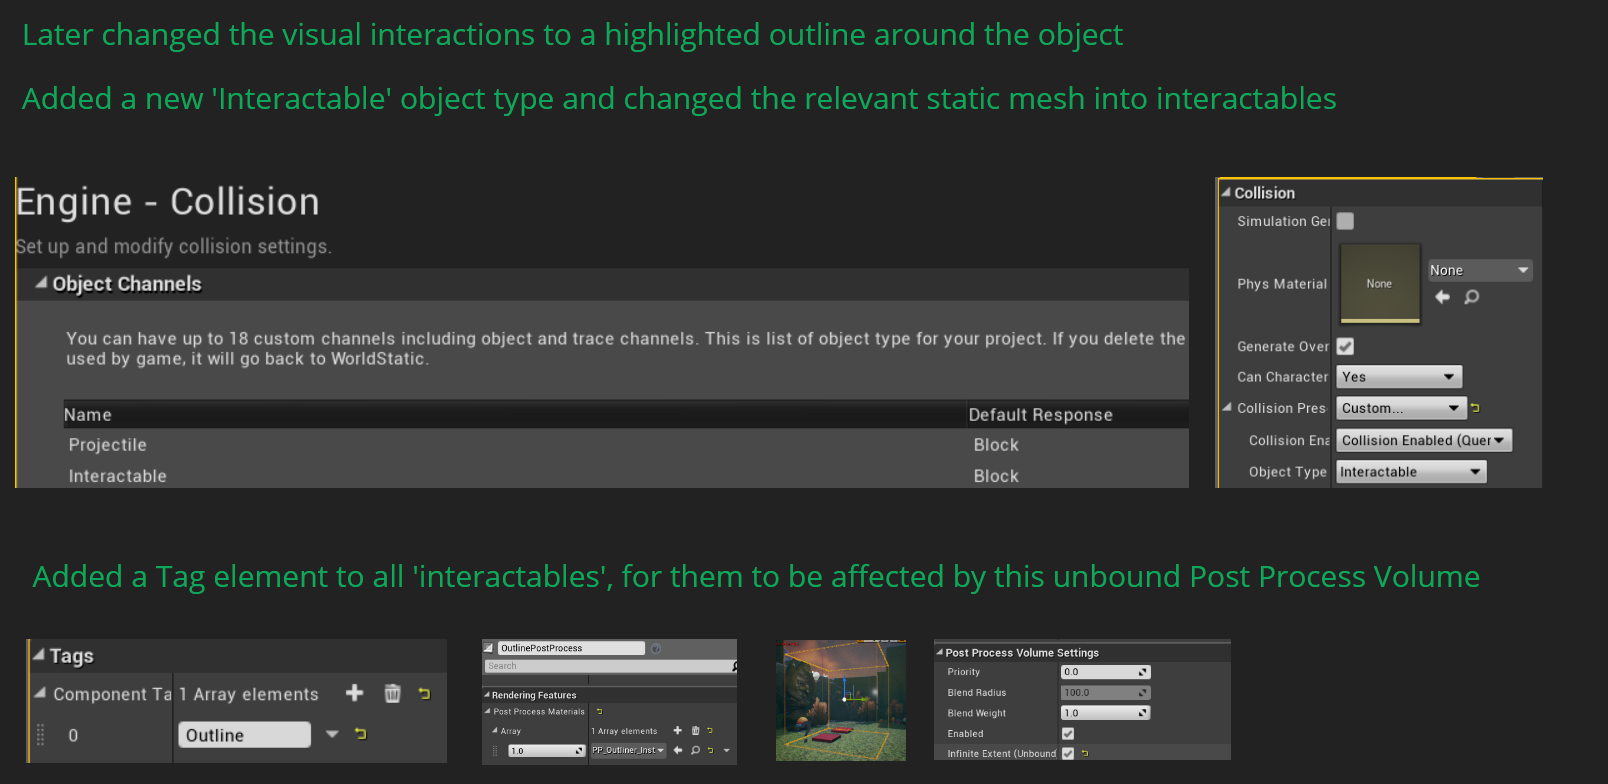 Later changed the visual interactions to a highlighted outline around the object
Added a new 'Interactable' object type and changed the relevant static mesh into interactables
Engine - Collision
Set up and modify collision settings.
Object Channels
You can have up to 18 custom channels including object and trace channels. This is list of object type for your project. If you delete the
used by game, it will go back to WorldStatic.
Name Default Response
Projectile Block
Interactable Block
Collision
Simulation Ge
Phys Material None None
Generate Over
Can Character Yes
Collision Pres Custom...
Collision Ena Collision Enabled (Quer
Object Type Interactable
Added a Tag element to all 'interactables', for them to be affected by this unbound Post Process Volume
Tags
Component Ta 1 Array elements
0 Outline
OutlinePostProcess
Search
Rendering Features
Post Process Materials
Array 1 Array elements
1.0 PP_Outliner_Inst
Post Process Volume Settings
Priority 0.0
Blend Radius 100.0
Blend Weight 1.0
Enabled
Infinite Extent (Unbound